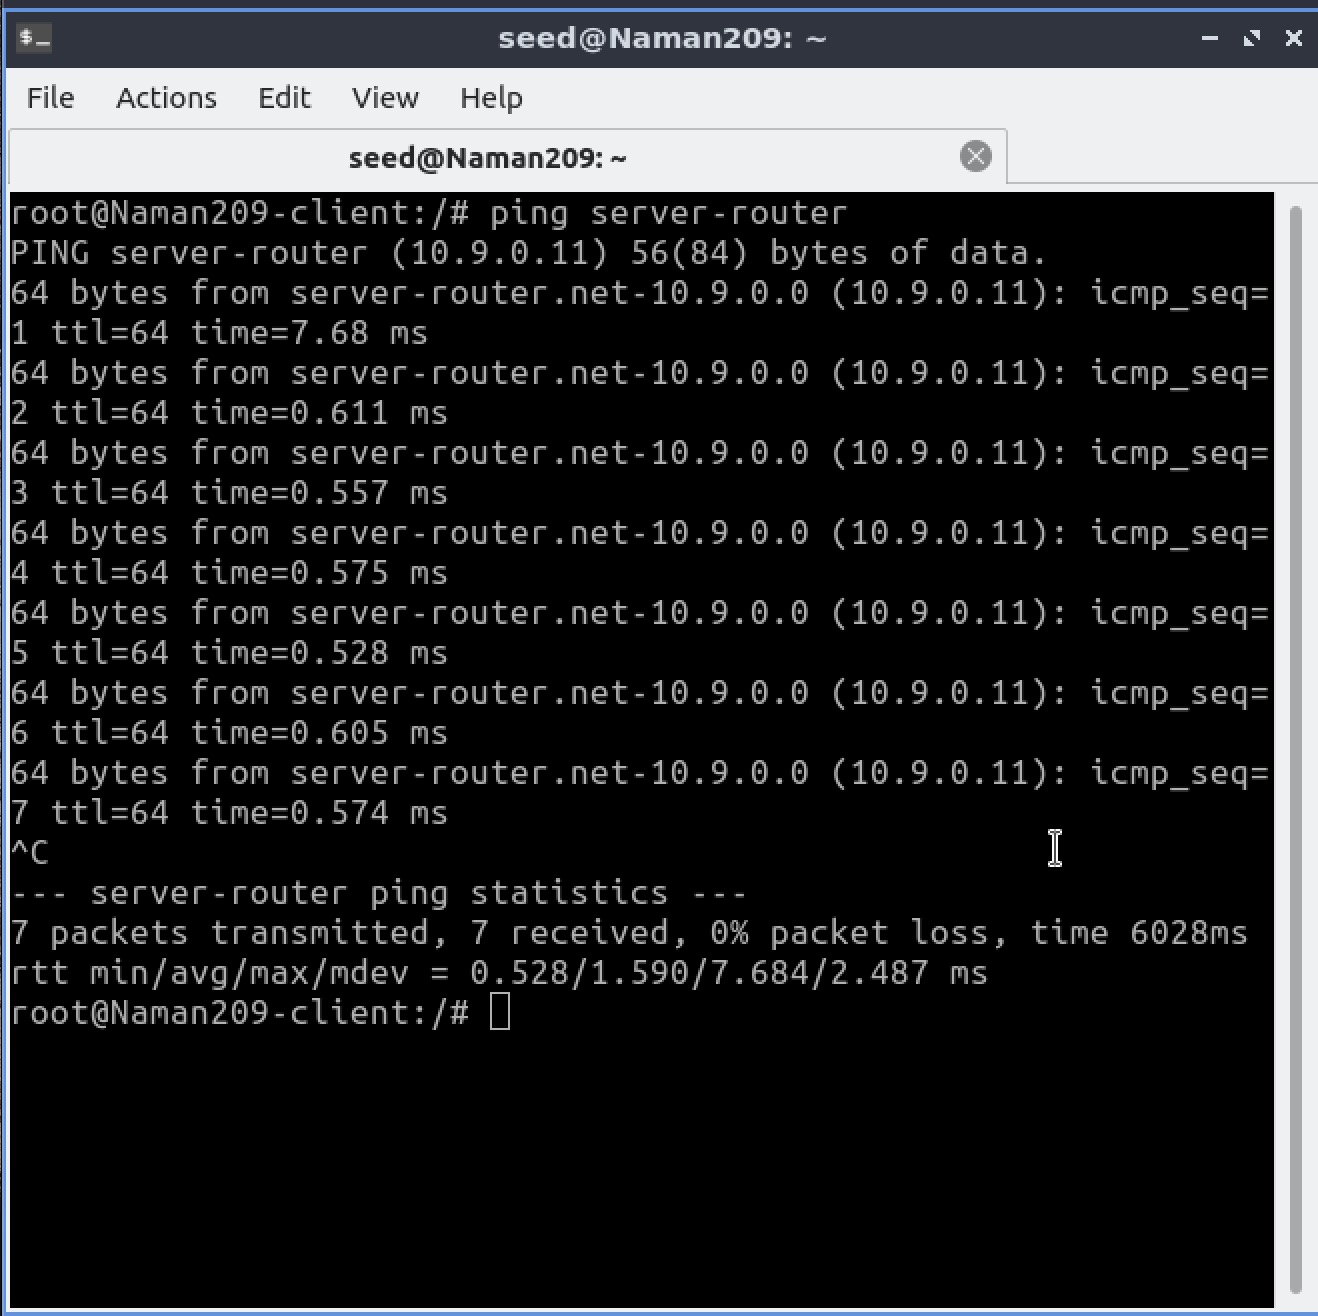 $_ seed@Naman209: ~
File Actions Edit View Help
seed@Naman209: ~
root@Naman209-client:/# ping server-router
PING server-router (10.9.0.11) 56(84) bytes of data.
64 bytes from server-router.net-10.9.0.0 (10.9.0.11): icmp_seq=
1 ttl=64 time=7.68 ms
64 bytes from server-router.net-10.9.0.0 (10.9.0.11): icmp_seq=
2 ttl=64 time=0.611 ms
64 bytes from server-router.net-10.9.0.0 (10.9.0.11): icmp_seq=
3 ttl=64 time=0.557 ms
64 bytes from server-router.net-10.9.0.0 (10.9.0.11): icmp_seq=
4 ttl=64 time=0.575 ms
64 bytes from server-router.net-10.9.0.0 (10.9.0.11): icmp_seq=
5 ttl=64 time=0.528 ms
64 bytes from server-router.net-10.9.0.0 (10.9.0.11): icmp_seq=
6 ttl=64 time=0.605 ms
64 bytes from server-router.net-10.9.0.0 (10.9.0.11): icmp_seq=
7 ttl=64 time=0.574 ms
^C
--- server-router ping statistics ---
7 packets transmitted, 7 received, 0% packet loss, time 6028ms
rtt min/avg/max/mdev = 0.528/1.590/7.684/2.487 ms
root@Naman209-client:/#